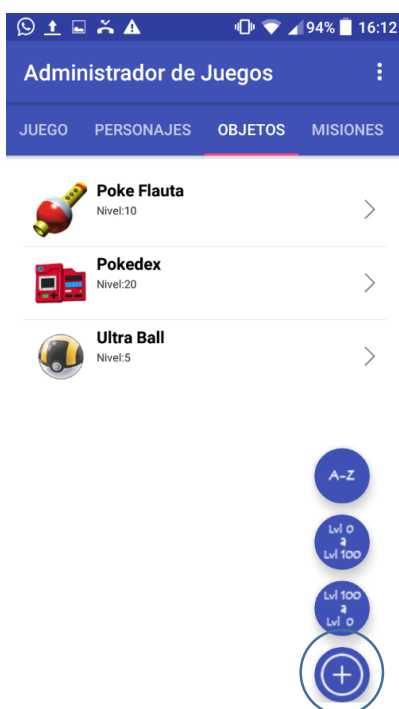 94% 16:12
Administrador de Juegos
JUEGO PERSONAJES OBJETOS MISIONES
Poke Flauta
Nivel:10
Pokedex
Nivel:20
Ultra Ball
Nivel:5
A-Z
Lvl 0
a
Lvl 100
Lvl 100
a
Lvl 0